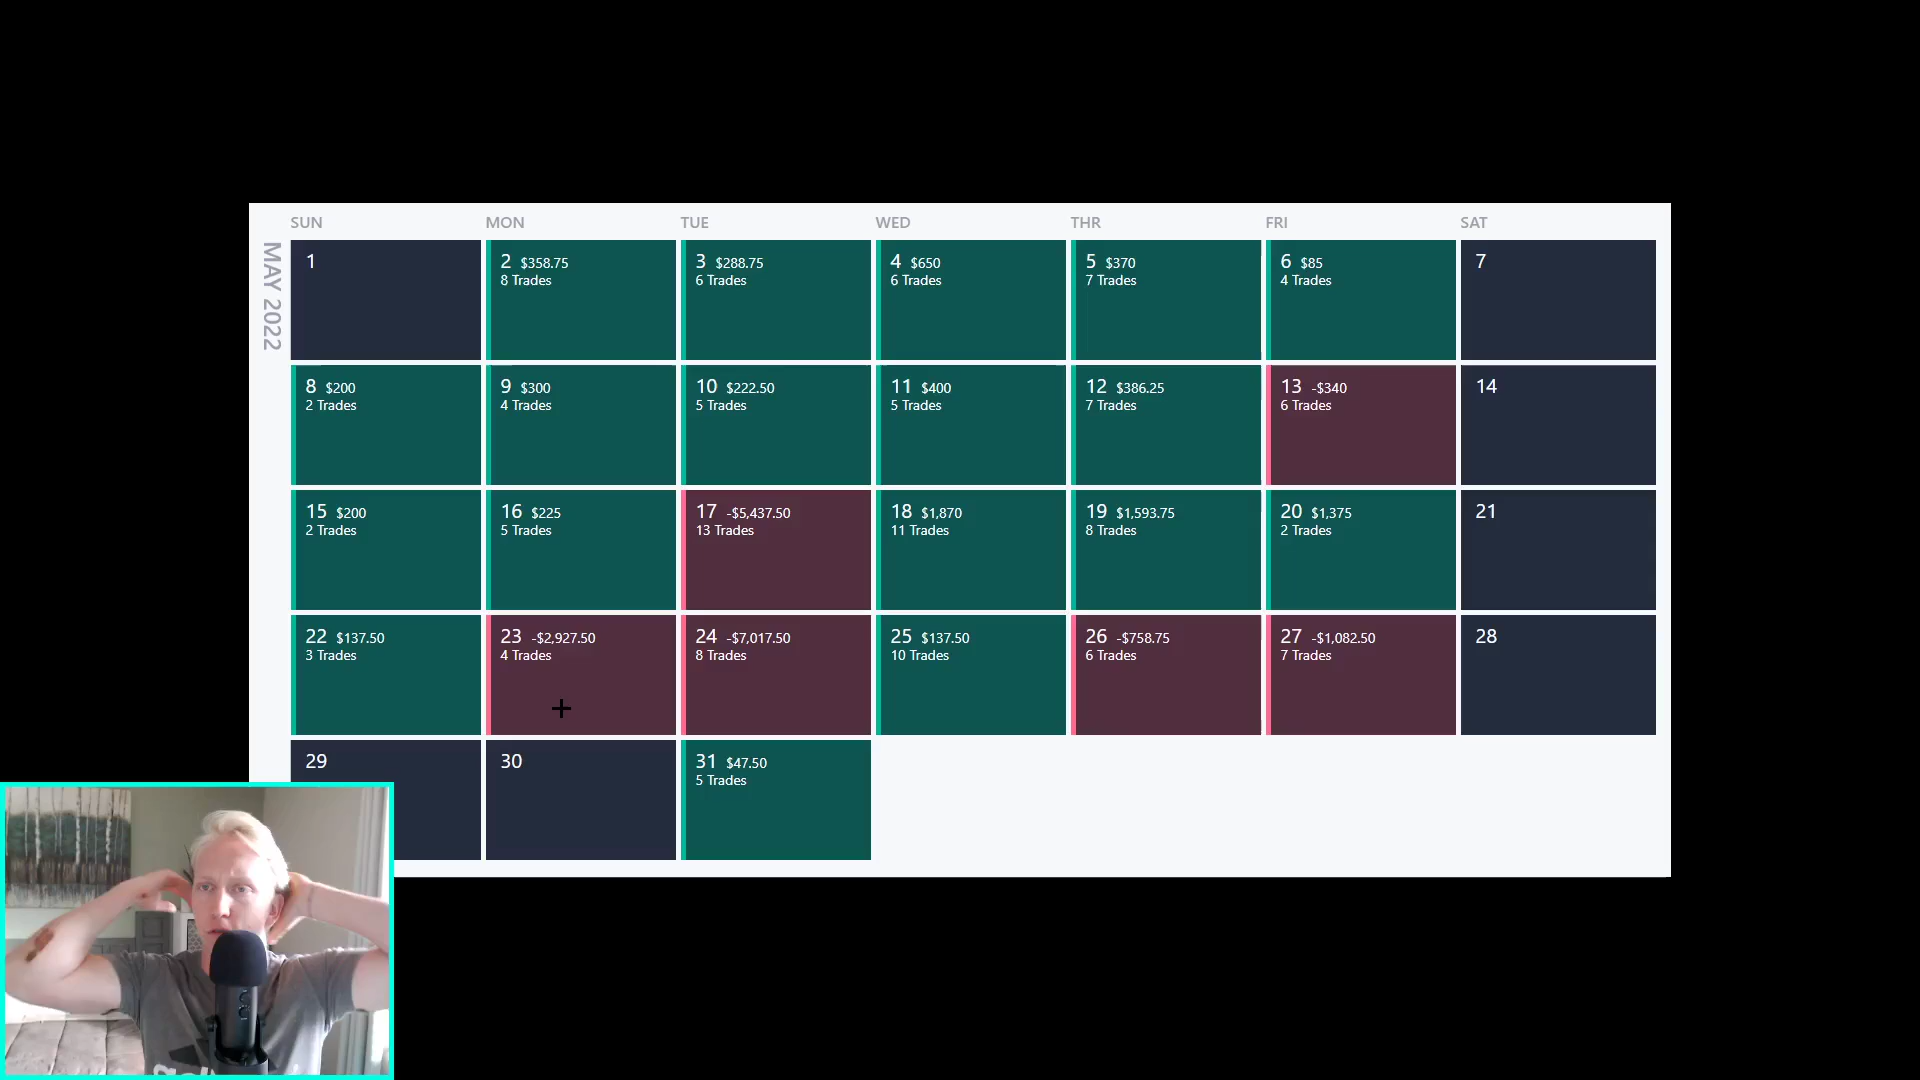 SUN MON TUE WED THR FRI SAT
MAY 2022
1
2 $358.75
8 Trades
3 $288.75
6 Trades
4 $650
6 Trades
5 $370
7 Trades
6 $85
4 Trades
7
8 $200
2 Trades
9 $300
4 Trades
10 $222.50
5 Trades
11 $400
5 Trades
12 $386.25
7 Trades
13 -$340
6 Trades
14
15 $200
2 Trades
16 $225
5 Trades
17 -$5,437.50
13 Trades
18 $1,870
11 Trades
19 $1,593.75
8 Trades
20 $1,375
2 Trades
21
22 $137.50
3 Trades
23 -$2,927.50
4 Trades
24 -$7,017.50
8 Trades
25 $137.50
10 Trades
26 -$758.75
6 Trades
27 -$1,082.50
7 Trades
28
29
30
31 $47.50
5 Trades